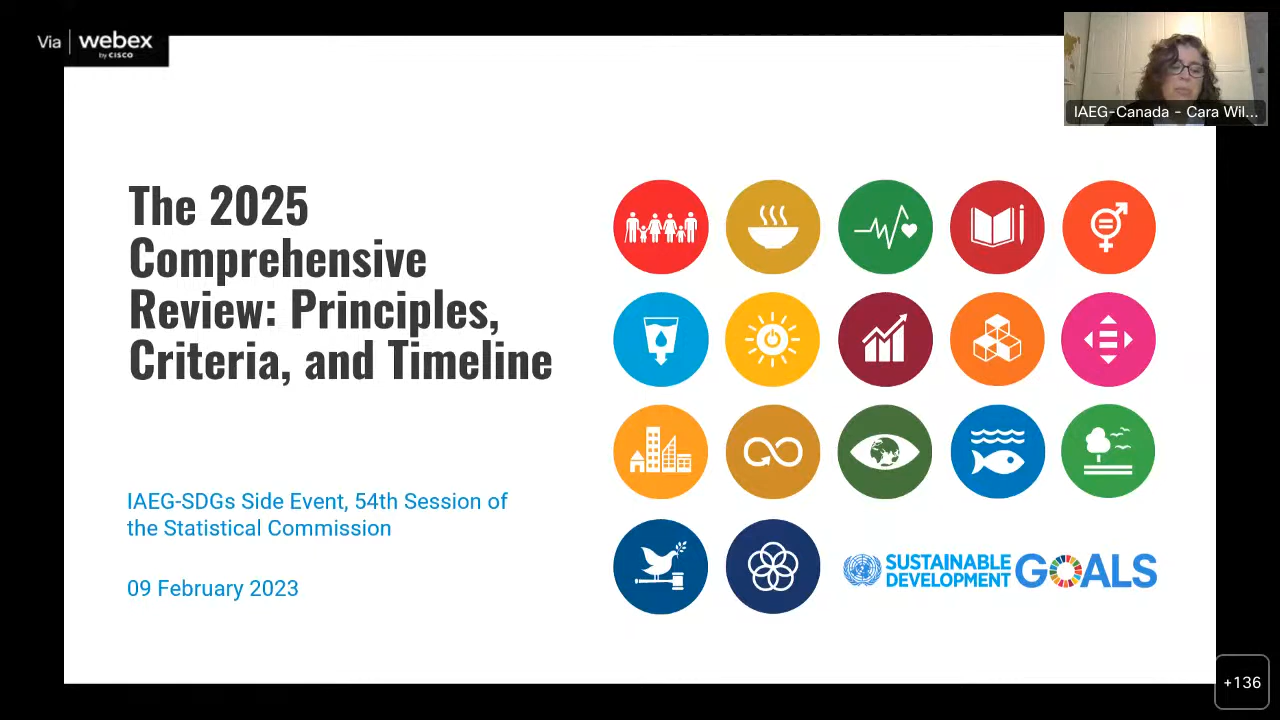 Via webex
by CISCO
IAEG-Canada - Cara Wil...
The 2025
Comprehensive
Review: Principles,
Criteria, and Timeline
IAEG-SDGs Side Event, 54th Session of
the Statistical Commission
09 February 2023
SUSTAINABLE
DEVELOPMENT
GOALS
+136